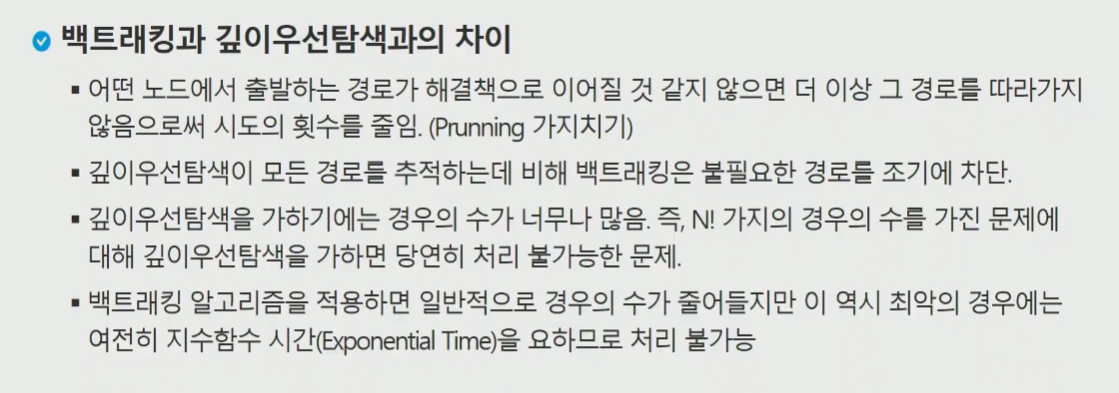 백트래킹과 깊이우선탐색과의 차이
▪ 어떤 노드에서 출발하는 경로가 해결책으로 이어질 것 같지 않으면 더 이상 그 경로를 따라가지
않음으로써 시도의 횟수를 줄임. (Prunning 가지치기)
▪ 깊이우선탐색이 모든 경로를 추적하는데 비해 백트래킹은 불필요한 경로를 조기에 차단.
▪ 깊이우선탐색을 가하기에는 경우의 수가 너무나 많음. 즉, N! 가지의 경우의 수를 가진 문제에
대해 깊이우선탐색을 가하면 당연히 처리 불가능한 문제.
▪ 백트래킹 알고리즘을 적용하면 일반적으로 경우의 수가 줄어들지만 이 역시 최악의 경우에는
여전히 지수함수 시간(Exponential Time)을 요하므로 처리 불가능